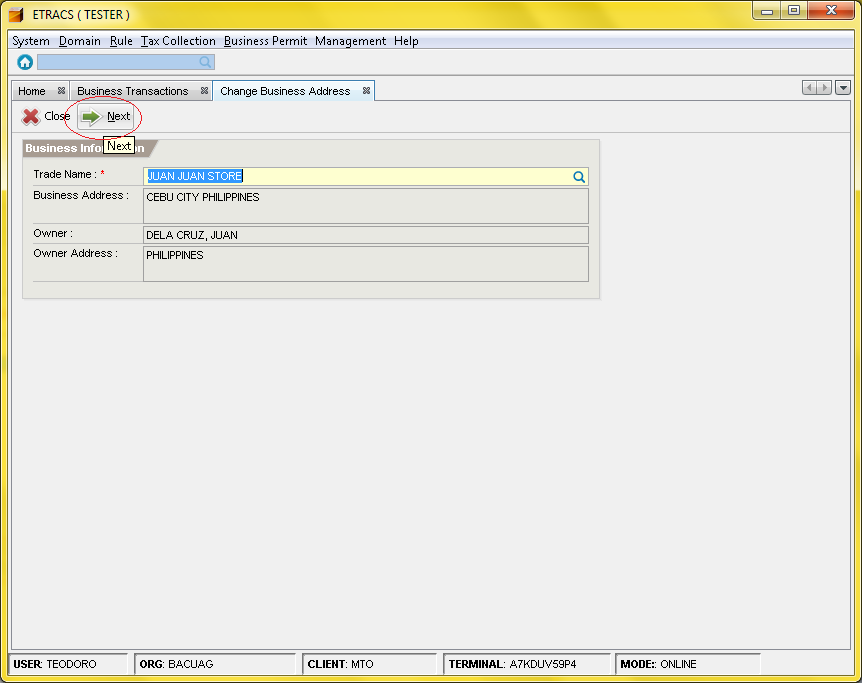 ETRACS ( TESTER )
System Domain Rule Tax Collection Business Permit Management Help
Home Business Transactions Change Business Address
Close Next
Next
Business Information
Trade Name : * JUAN JUAN STORE
Business Address : CEBU CITY PHILIPPINES
Owner : DELA CRUZ, JUAN
Owner Address : PHILIPPINES
USER: TEODORO ORG: BACUAG CLIENT: MTO TERMINAL: A7KDUV59P4 MODE:: ONLINE